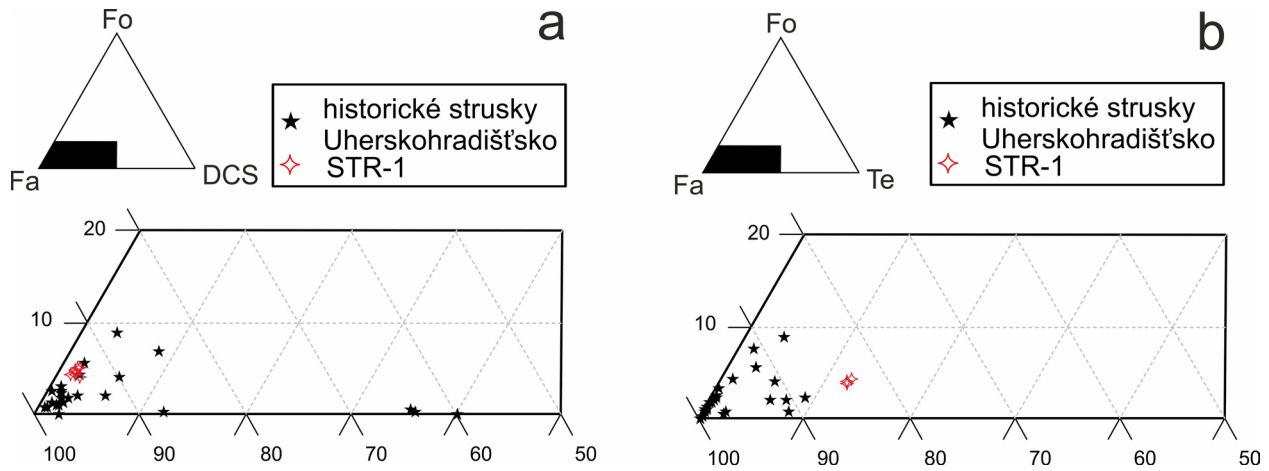 a
Fo
Fa
DCS
historické strusky
Uherskohradišťsko
STR-1
20
10
100
90
80
70
60
50
b
Fo
Fa
Te
historické strusky
Uherskohradišťsko
STR-1
20
10
100
90
80
70
60
50